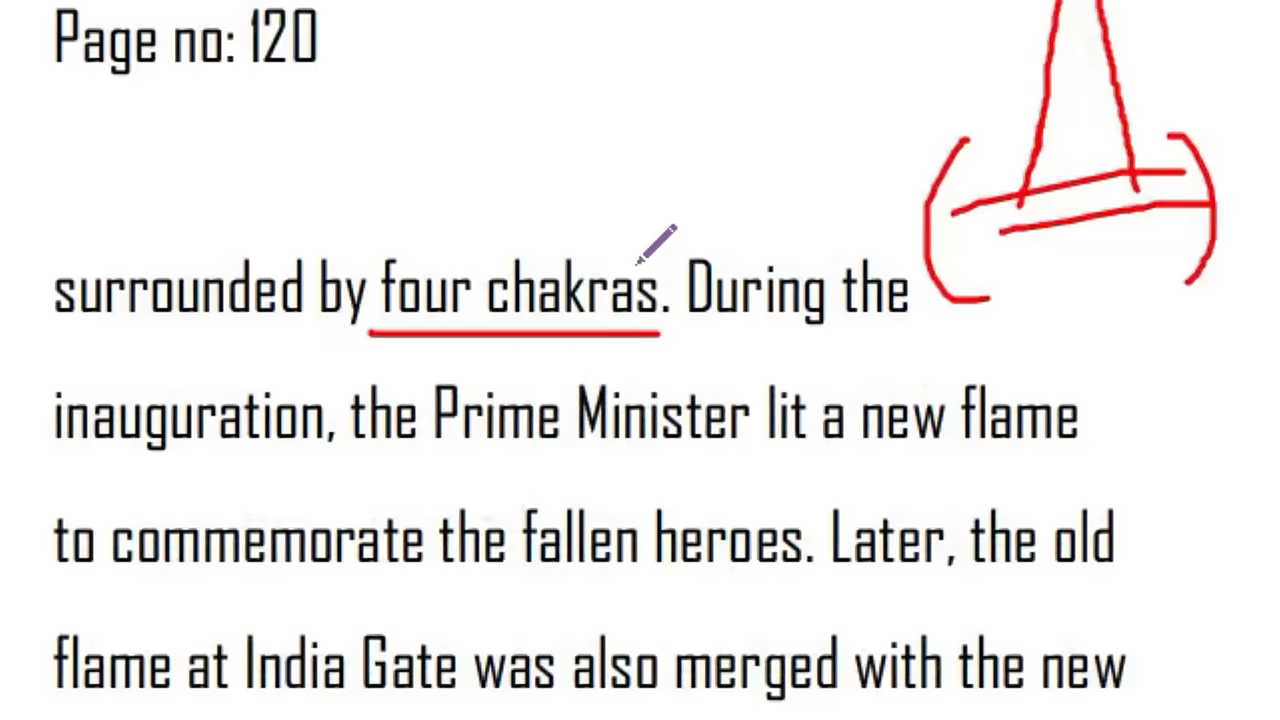 Page no: 120
surrounded by four chakras. During the
inauguration, the Prime Minister lit a new flame
to commemorate the fallen heroes. Later, the old
flame at India Gate was also merged with the new